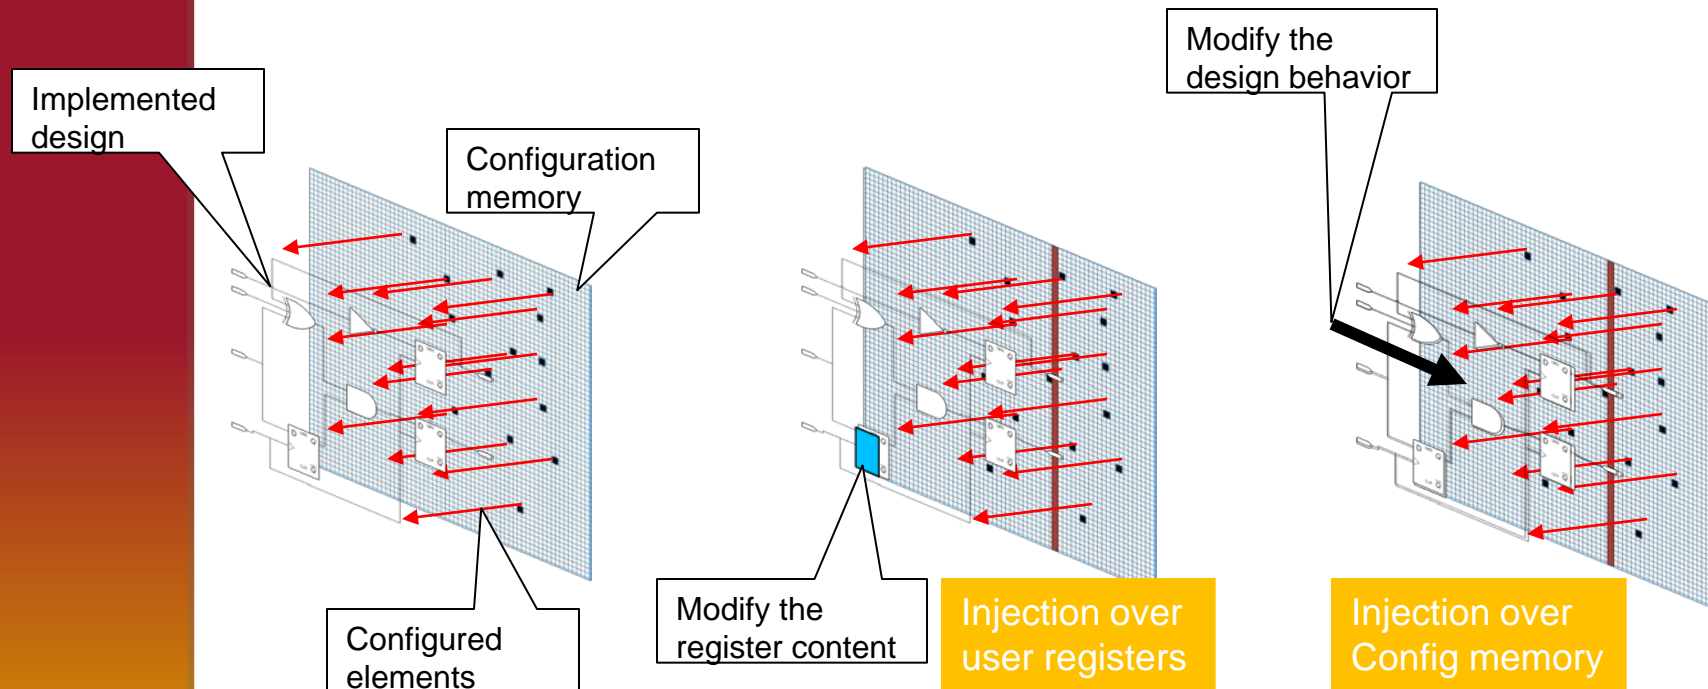 Implemented
design
Configuration
memory
Configured
elements
Modify the
register content
Injection over
user registers
Modify the
design behavior
Injection over
Config memory